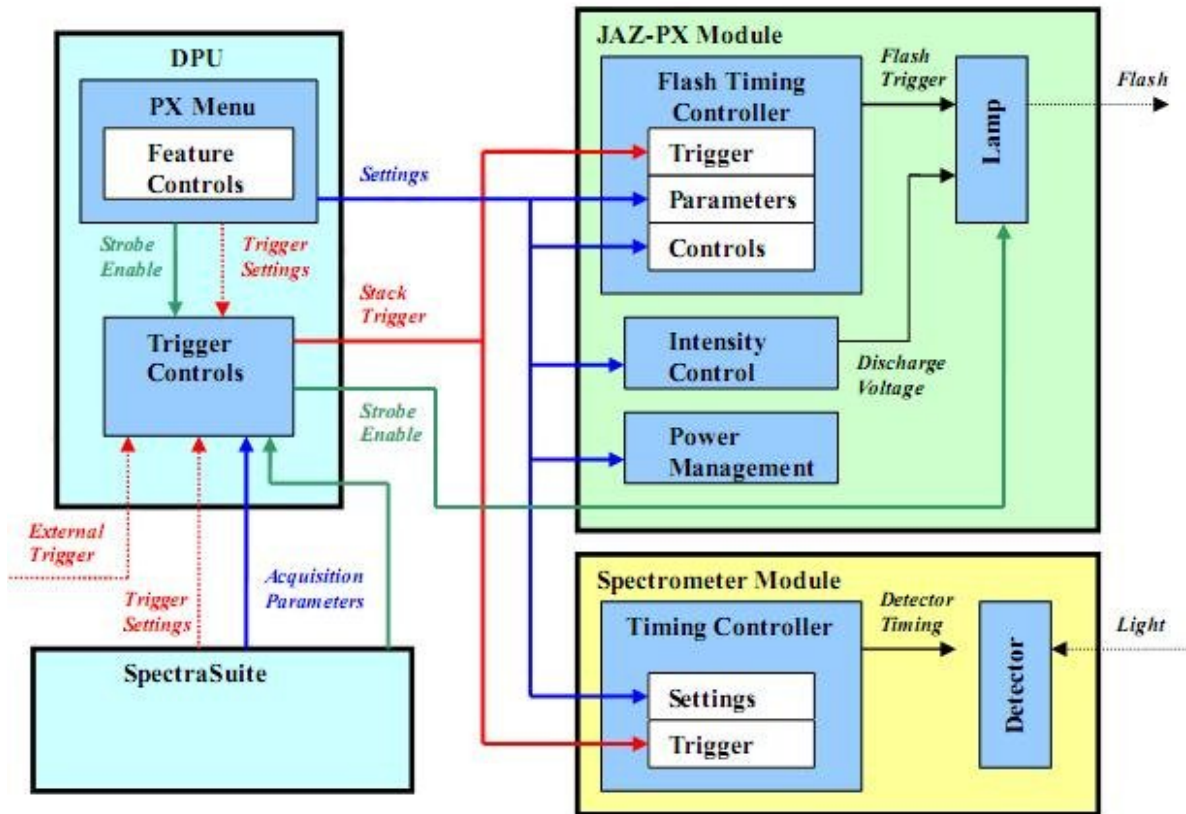 DPU
PX Menu
Feature
Controls
Strobe
Enable
Trigger
Settings
Trigger
Controls
External
Trigger
Trigger
Settings
Acquisition
Parameters
SpectraSuite
Settings
Stack
Trigger
Strobe
Enable
JAZ-PX Module
Flash Timing
Controller
Trigger
Parameters
Controls
Flash
Trigger
Lamp
Flash
Intensity
Control
Discharge
Voltage
Power
Management
Spectrometer Module
Timing Controller
Settings
Trigger
Detector
Timing
Detector
Light